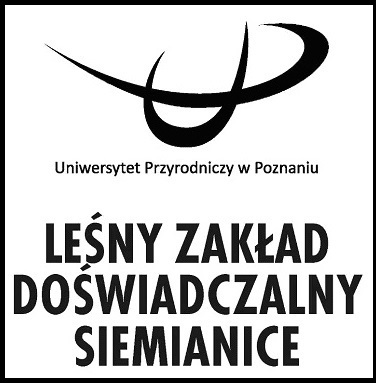 Uniwersytet Przyrodniczy w Poznaniu
LEŚNY ZAKŁAD
DOŚWIADCZALNY
SIEMIANICE